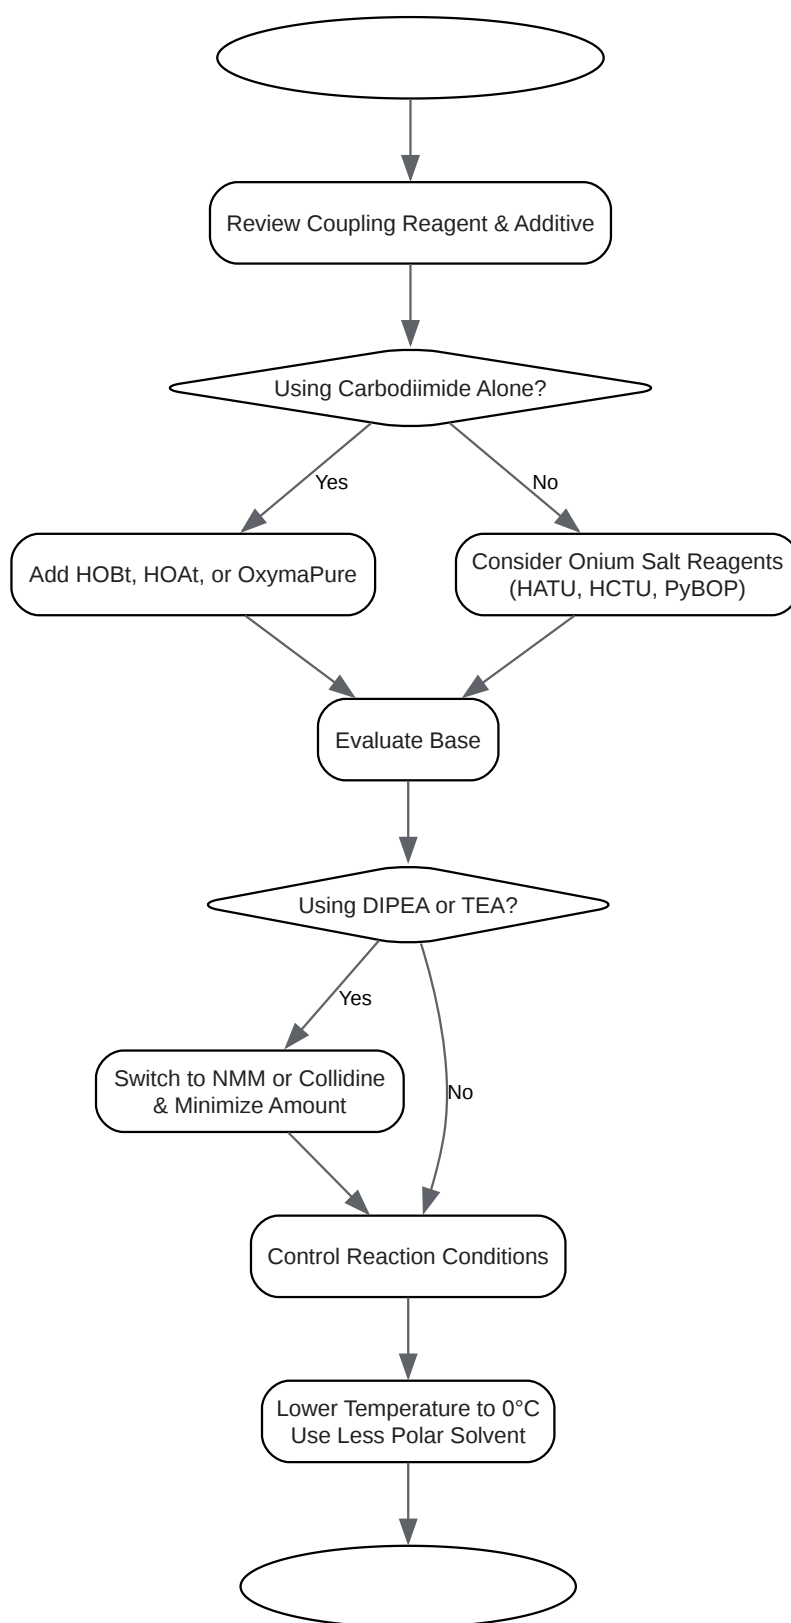 Review Coupling Reagent & Additive
Using Carbodiimide Alone?
Yes
No
Add HOBt, HOAt, or OxymaPure
Consider Onium Salt Reagents
(HATU, HCTU, PyBOP)
Evaluate Base
Using DIPEA or TEA?
Yes
Switch to NMM or Collidine
& Minimize Amount
No
Control Reaction Conditions
Lower Temperature to 0°C
Use Less Polar Solvent